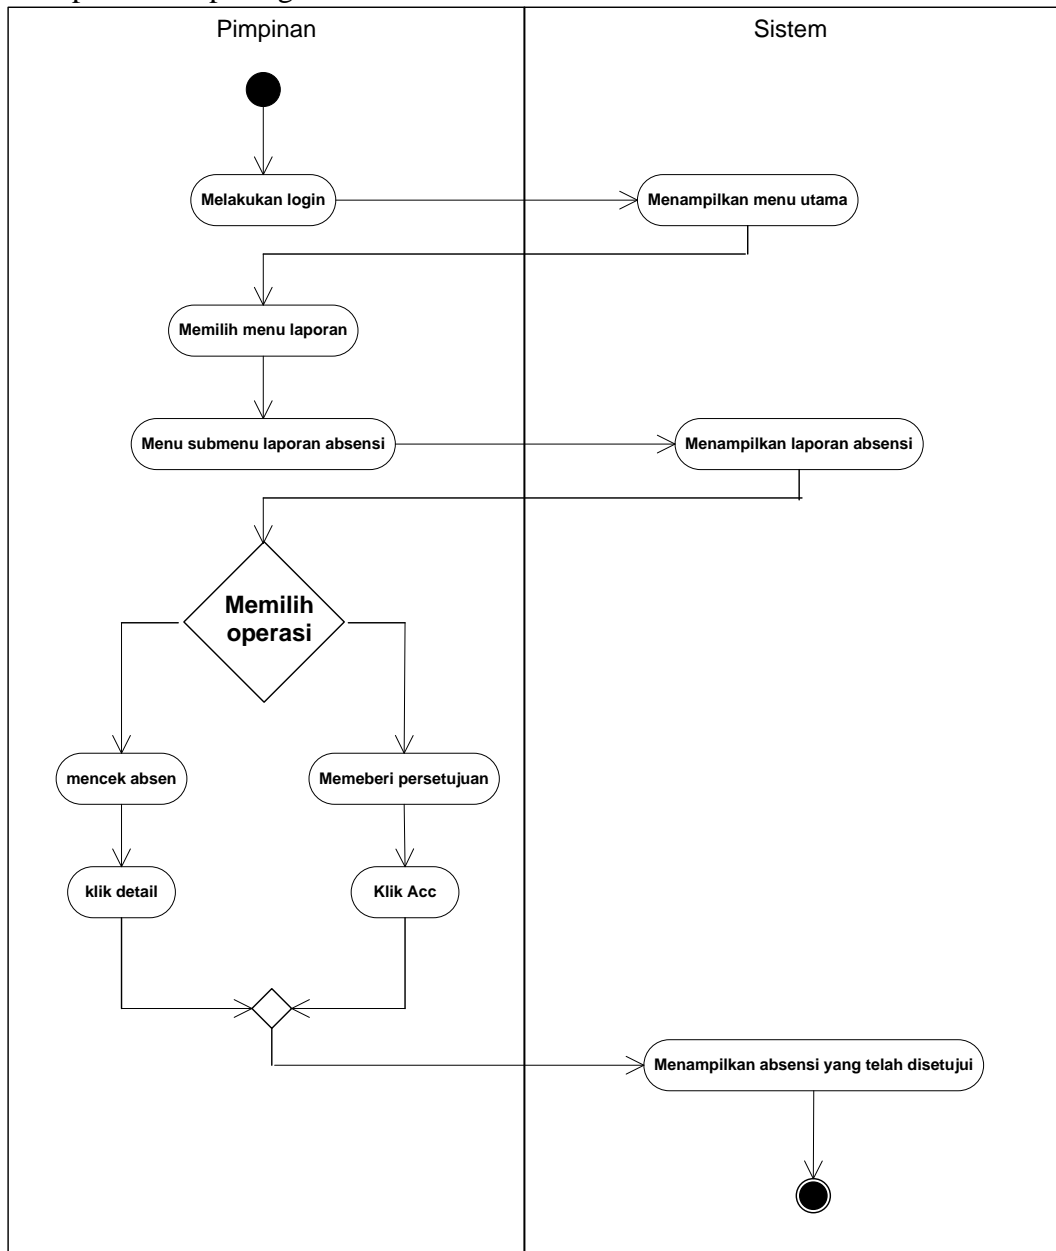 Pimpinan
Sistem
Melakukan login
Menampilkan menu utama
Memilih menu laporan
Menu submenu laporan absensi
Menampilkan laporan absensi
Memilih
operasi
mencek absen
Memeberi persetujuan
klik detail
Klik Acc
Menampilkan absensi yang telah disetujui